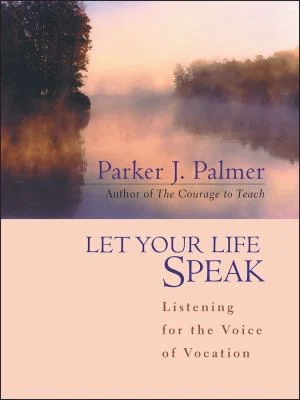 Parker J. Palmer
Author of The Courage to Teach
LET YOUR LIFE
SPEAK
Listening
for the Voice
of Vocation